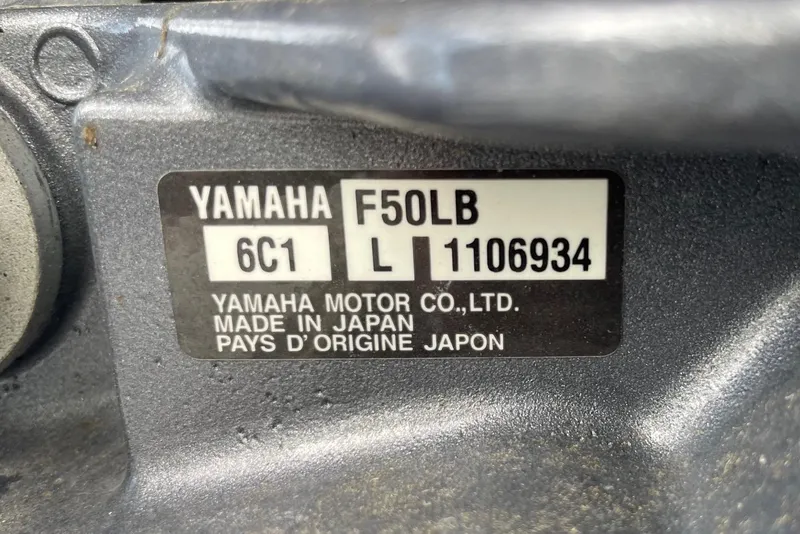 YAMAHA F50LB
6C1 L 1106934
YAMAHA MOTOR CO.,LTD.
MADE IN JAPAN
PAYS D'ORIGINE JAPON